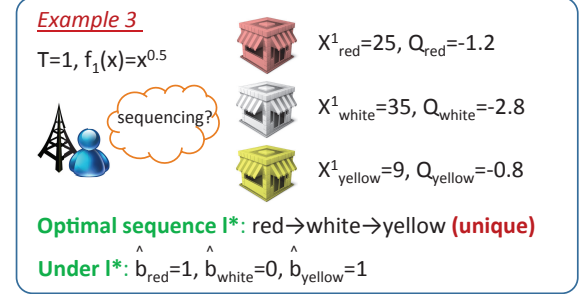 Example 3
T=1, f₁(x)=x⁰·⁵
sequencing?
X¹red=25, Qred=-1.2
X¹white=35, Qwhite=-2.8
X¹yellow=9, Qyellow=-0.8
Optimal sequence l*: red→white→yellow (unique)
Under l*: b̂red=1, b̂white=0, b̂yellow=1